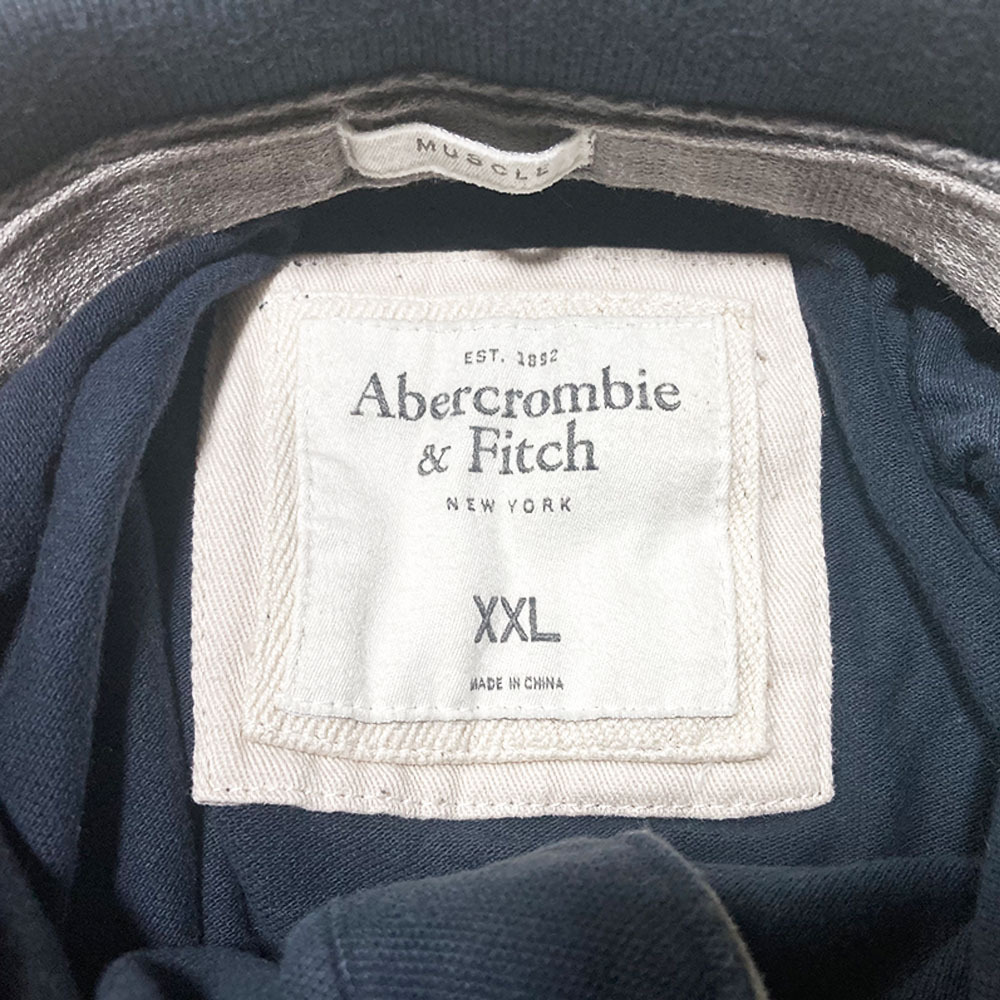 MUSCLE
EST. 1892
Abercrombie
& Fitch
NEW YORK
XXL
MADE IN CHINA